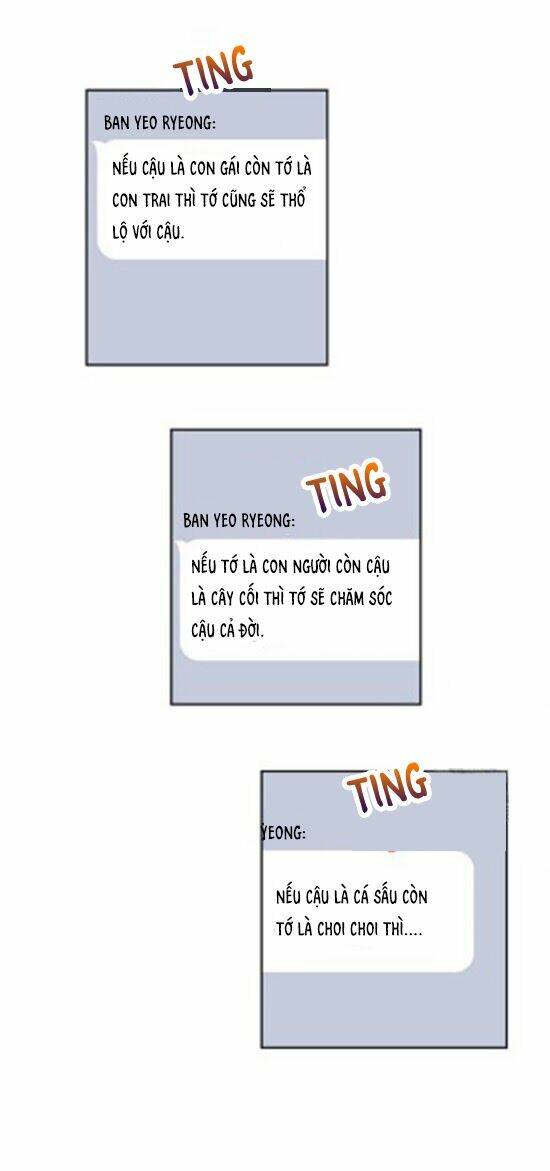 TING
BAN YEO RYEONG:
NẾU CẬU LÀ CON GÁI CÒN TỚ LÀ
CON TRAI THÌ TỚ CŨNG SẼ THỔ
LỘ VỚI CẬU.
TING
BAN YEO RYEONG:
NẾU TỚ LÀ CON NGƯỜI CÒN CẬU
LÀ CÂY CỐI THÌ TỚ SẼ CHĂM SÓC
CẬU CẢ ĐỜI.
TING
YEONG:
NẾU CẬU LÀ CÁ SẤU CÒN
TỚ LÀ CHOI CHOI THÌ....